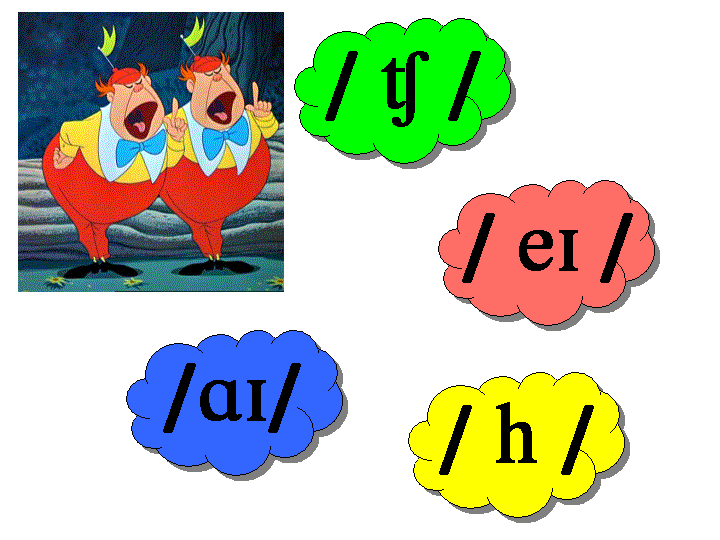 / ʧ /
/ eɪ /
/ɑɪ/
/ h /